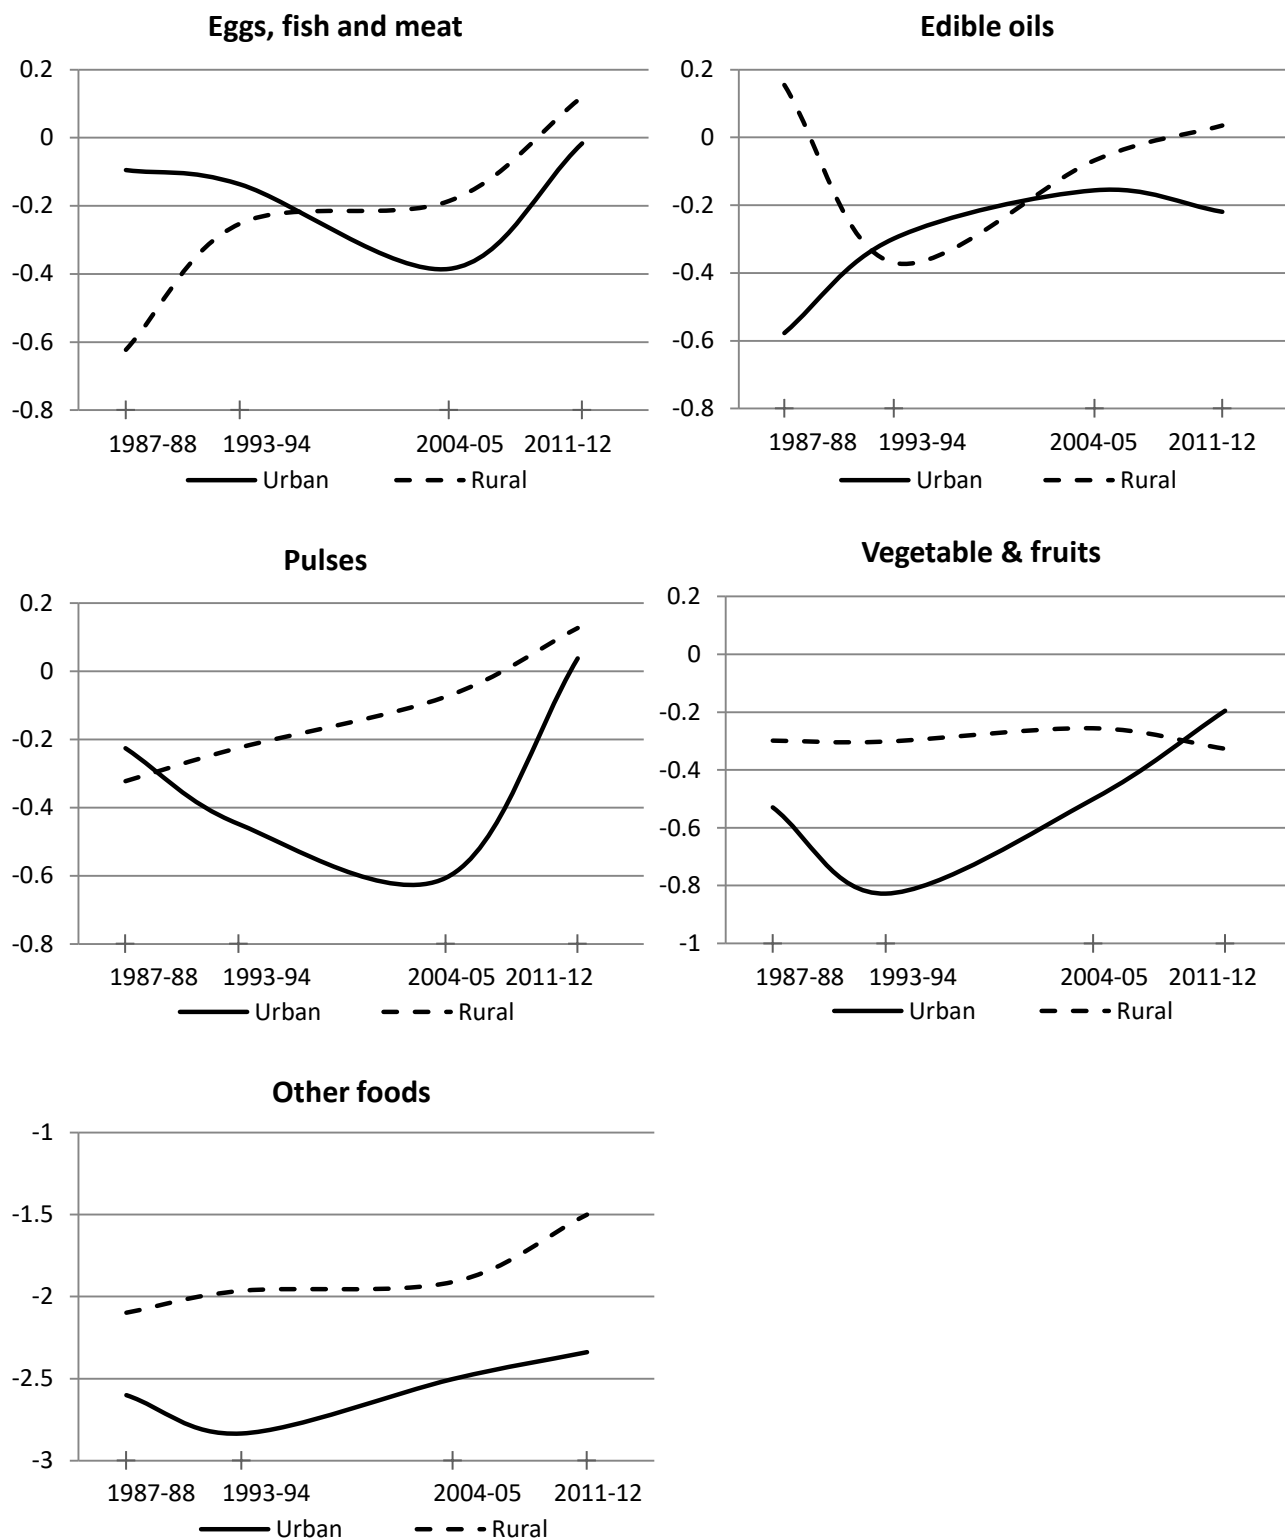 Eggs, fish and meat
0.2
0
-0.2
-0.4
-0.6
-0.8
1987-88 1993-94 2004-05 2011-12
Urban Rural
Edible oils
0.2
0
-0.2
-0.4
-0.6
-0.8
1987-88 1993-94 2004-05 2011-12
Urban Rural
Pulses
0.2
0
-0.2
-0.4
-0.6
-0.8
1987-88 1993-94 2004-05 2011-12
Urban Rural
Vegetable & fruits
0.2
0
-0.2
-0.4
-0.6
-0.8
-1
1987-88 1993-94 2004-05 2011-12
Urban Rural
Other foods
-1
-1.5
-2
-2.5
-3
1987-88 1993-94 2004-05 2011-12
Urban Rural